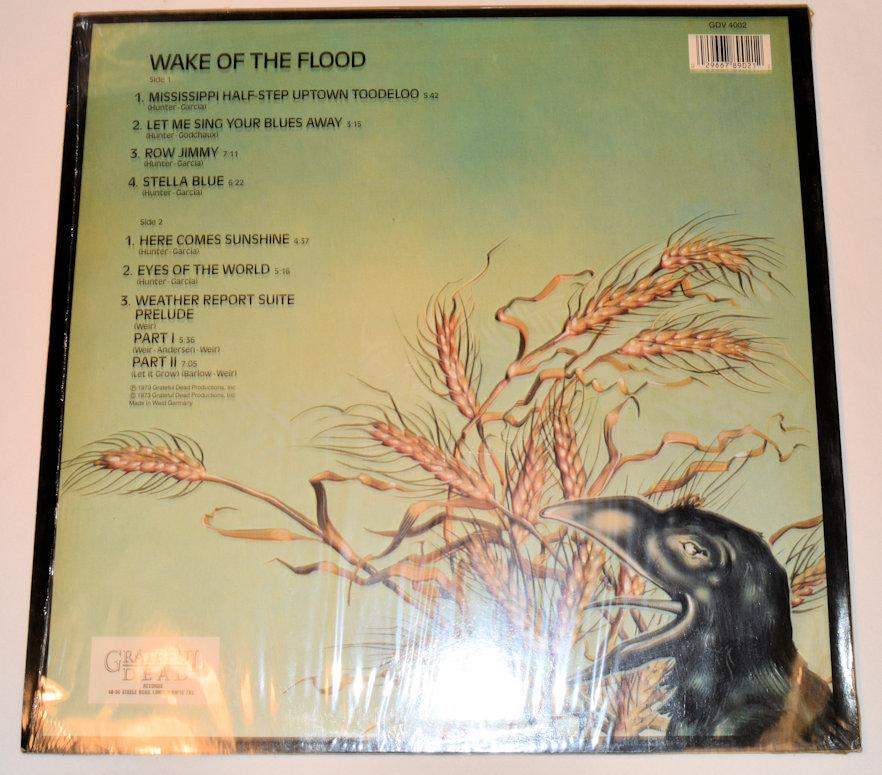 GDV 4002
0 29667 89021
WAKE OF THE FLOOD
Side 1
1. MISSISSIPPI HALF-STEP UPTOWN TOODELOO 5:42
(Hunter - Garcia)
2. LET ME SING YOUR BLUES AWAY 3:15
(Hunter - Godchaux)
3. ROW JIMMY 7:11
(Hunter - Garcia)
4. STELLA BLUE 6:22
(Hunter - Garcia)
Side 2
1. HERE COMES SUNSHINE 4:37
(Hunter - Garcia)
2. EYES OF THE WORLD 5:16
(Hunter - Garcia)
3. WEATHER REPORT SUITE
PRELUDE
(Weir)
PART I 5:36
(Weir - Andersen - Weir)
PART II 7:05
(Let It Grow) (Barlow - Weir)
℗ 1973 Grateful Dead Productions, Inc
© 1973 Grateful Dead Productions, Inc
Made in West Germany
GRATEFUL
DEAD
RECORDS